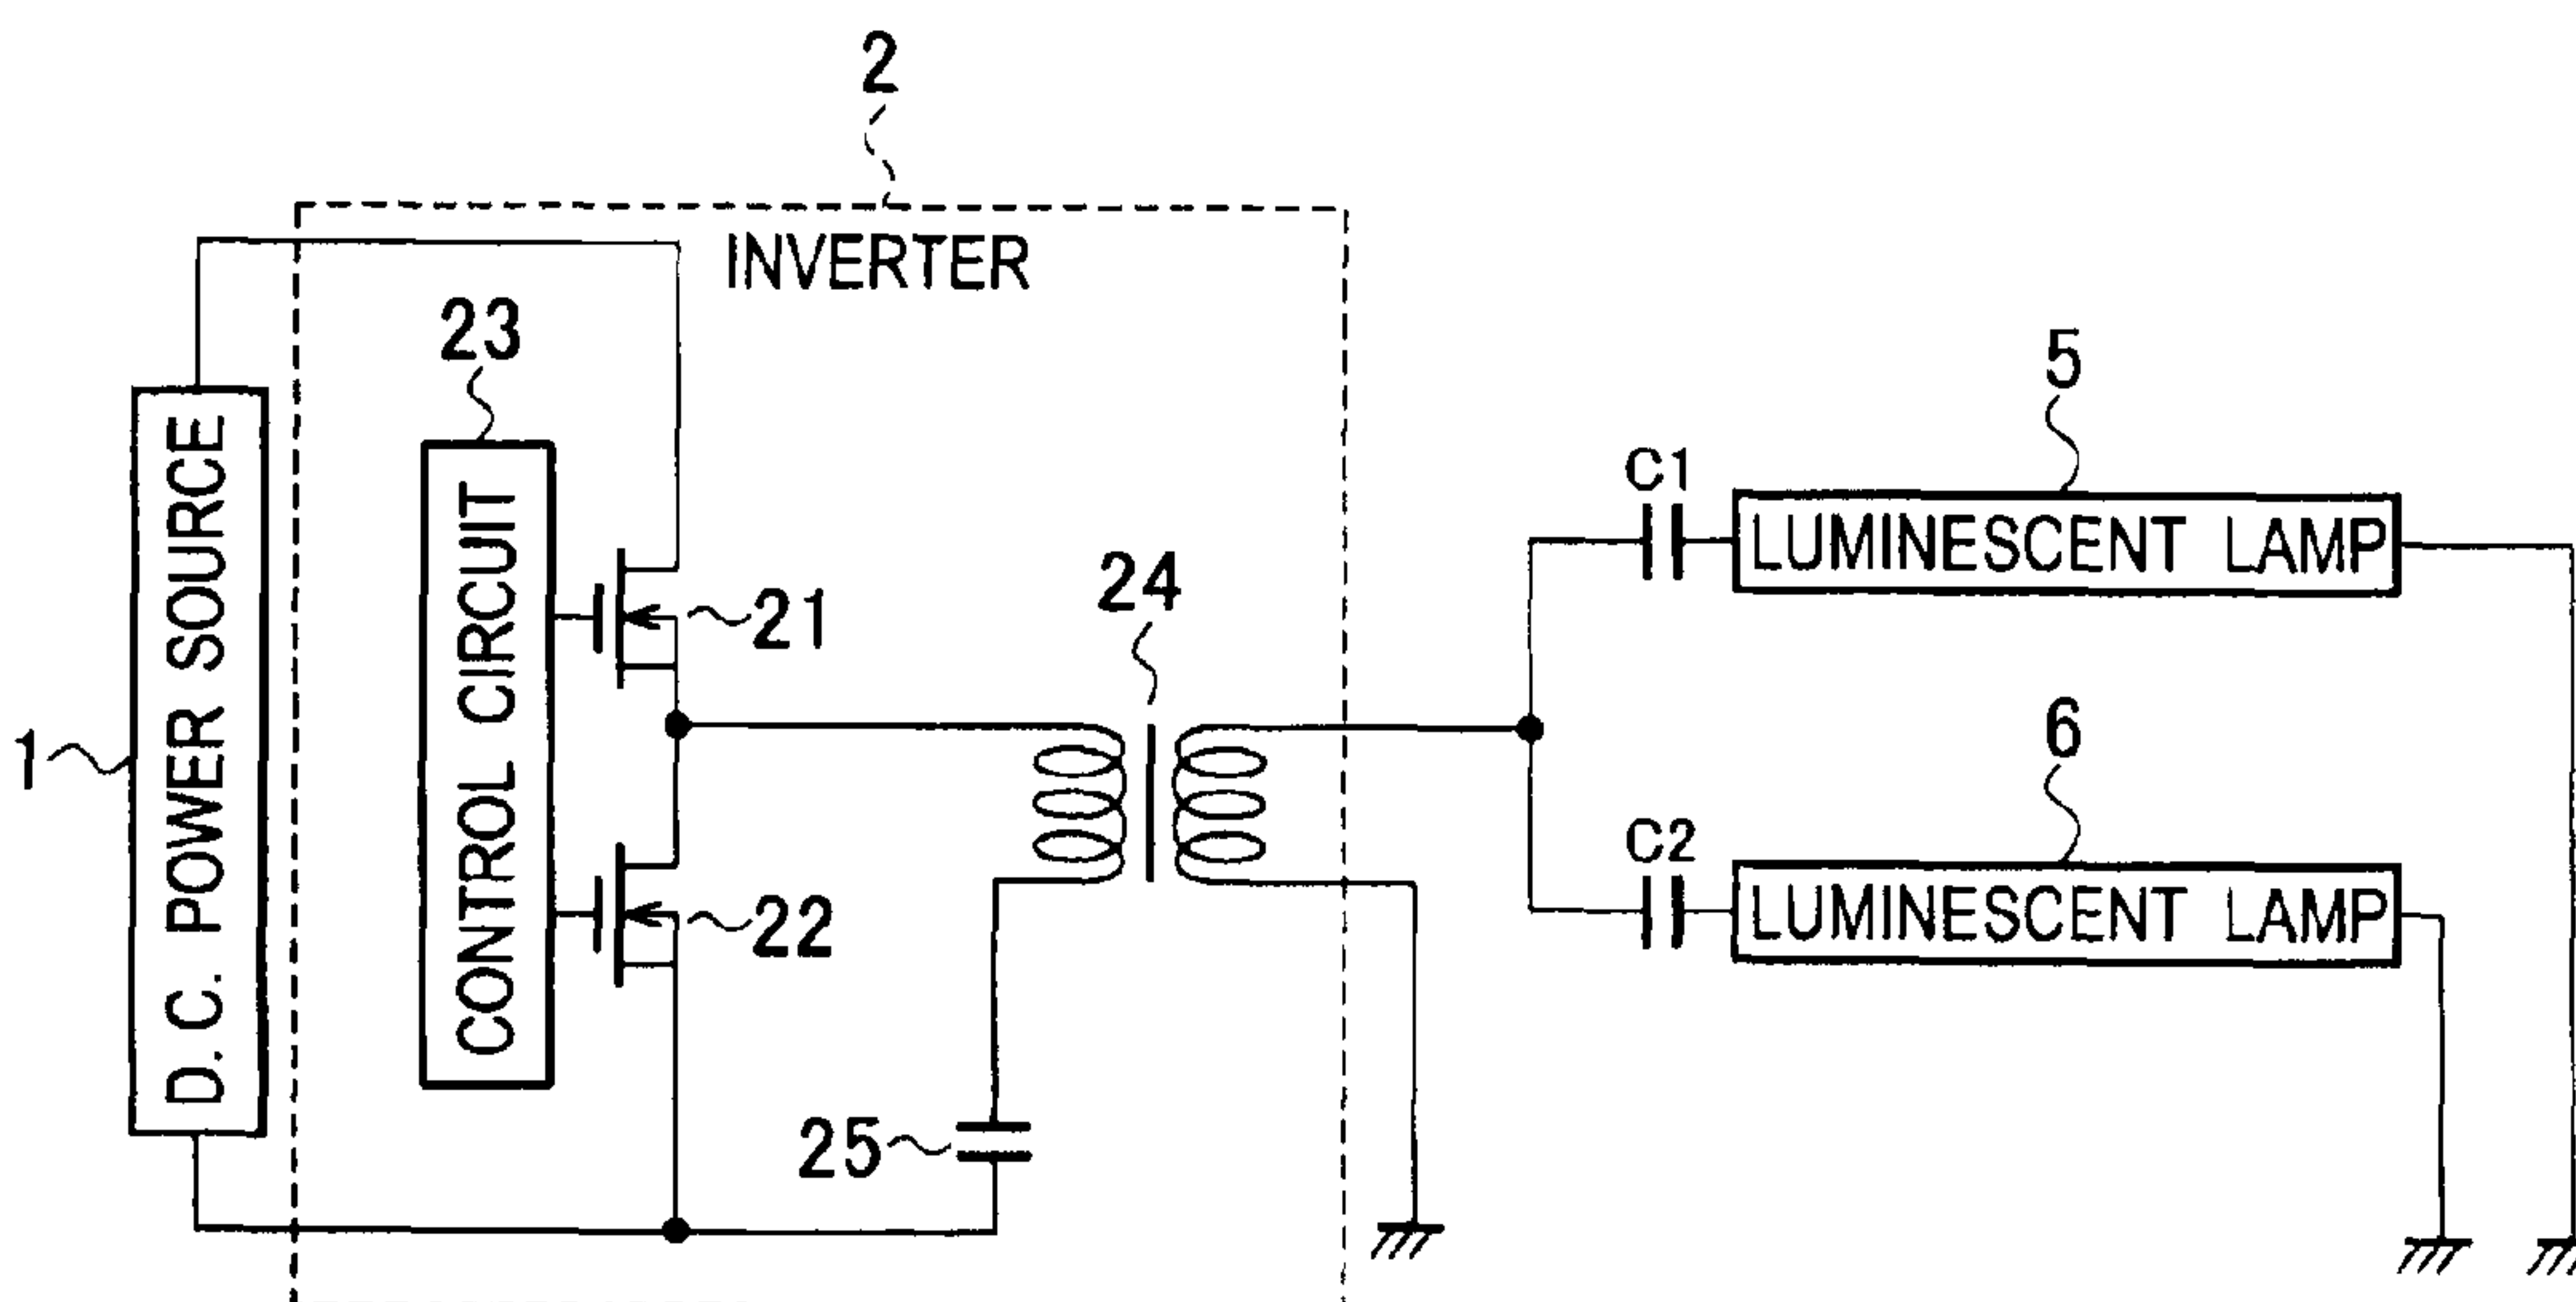 2
INVERTER
23
5
C1
LUMINESCENT LAMP
D.C. POWER SOURCE
CONTROL CIRCUIT
21
24
1
6
C2
22
LUMINESCENT LAMP
25